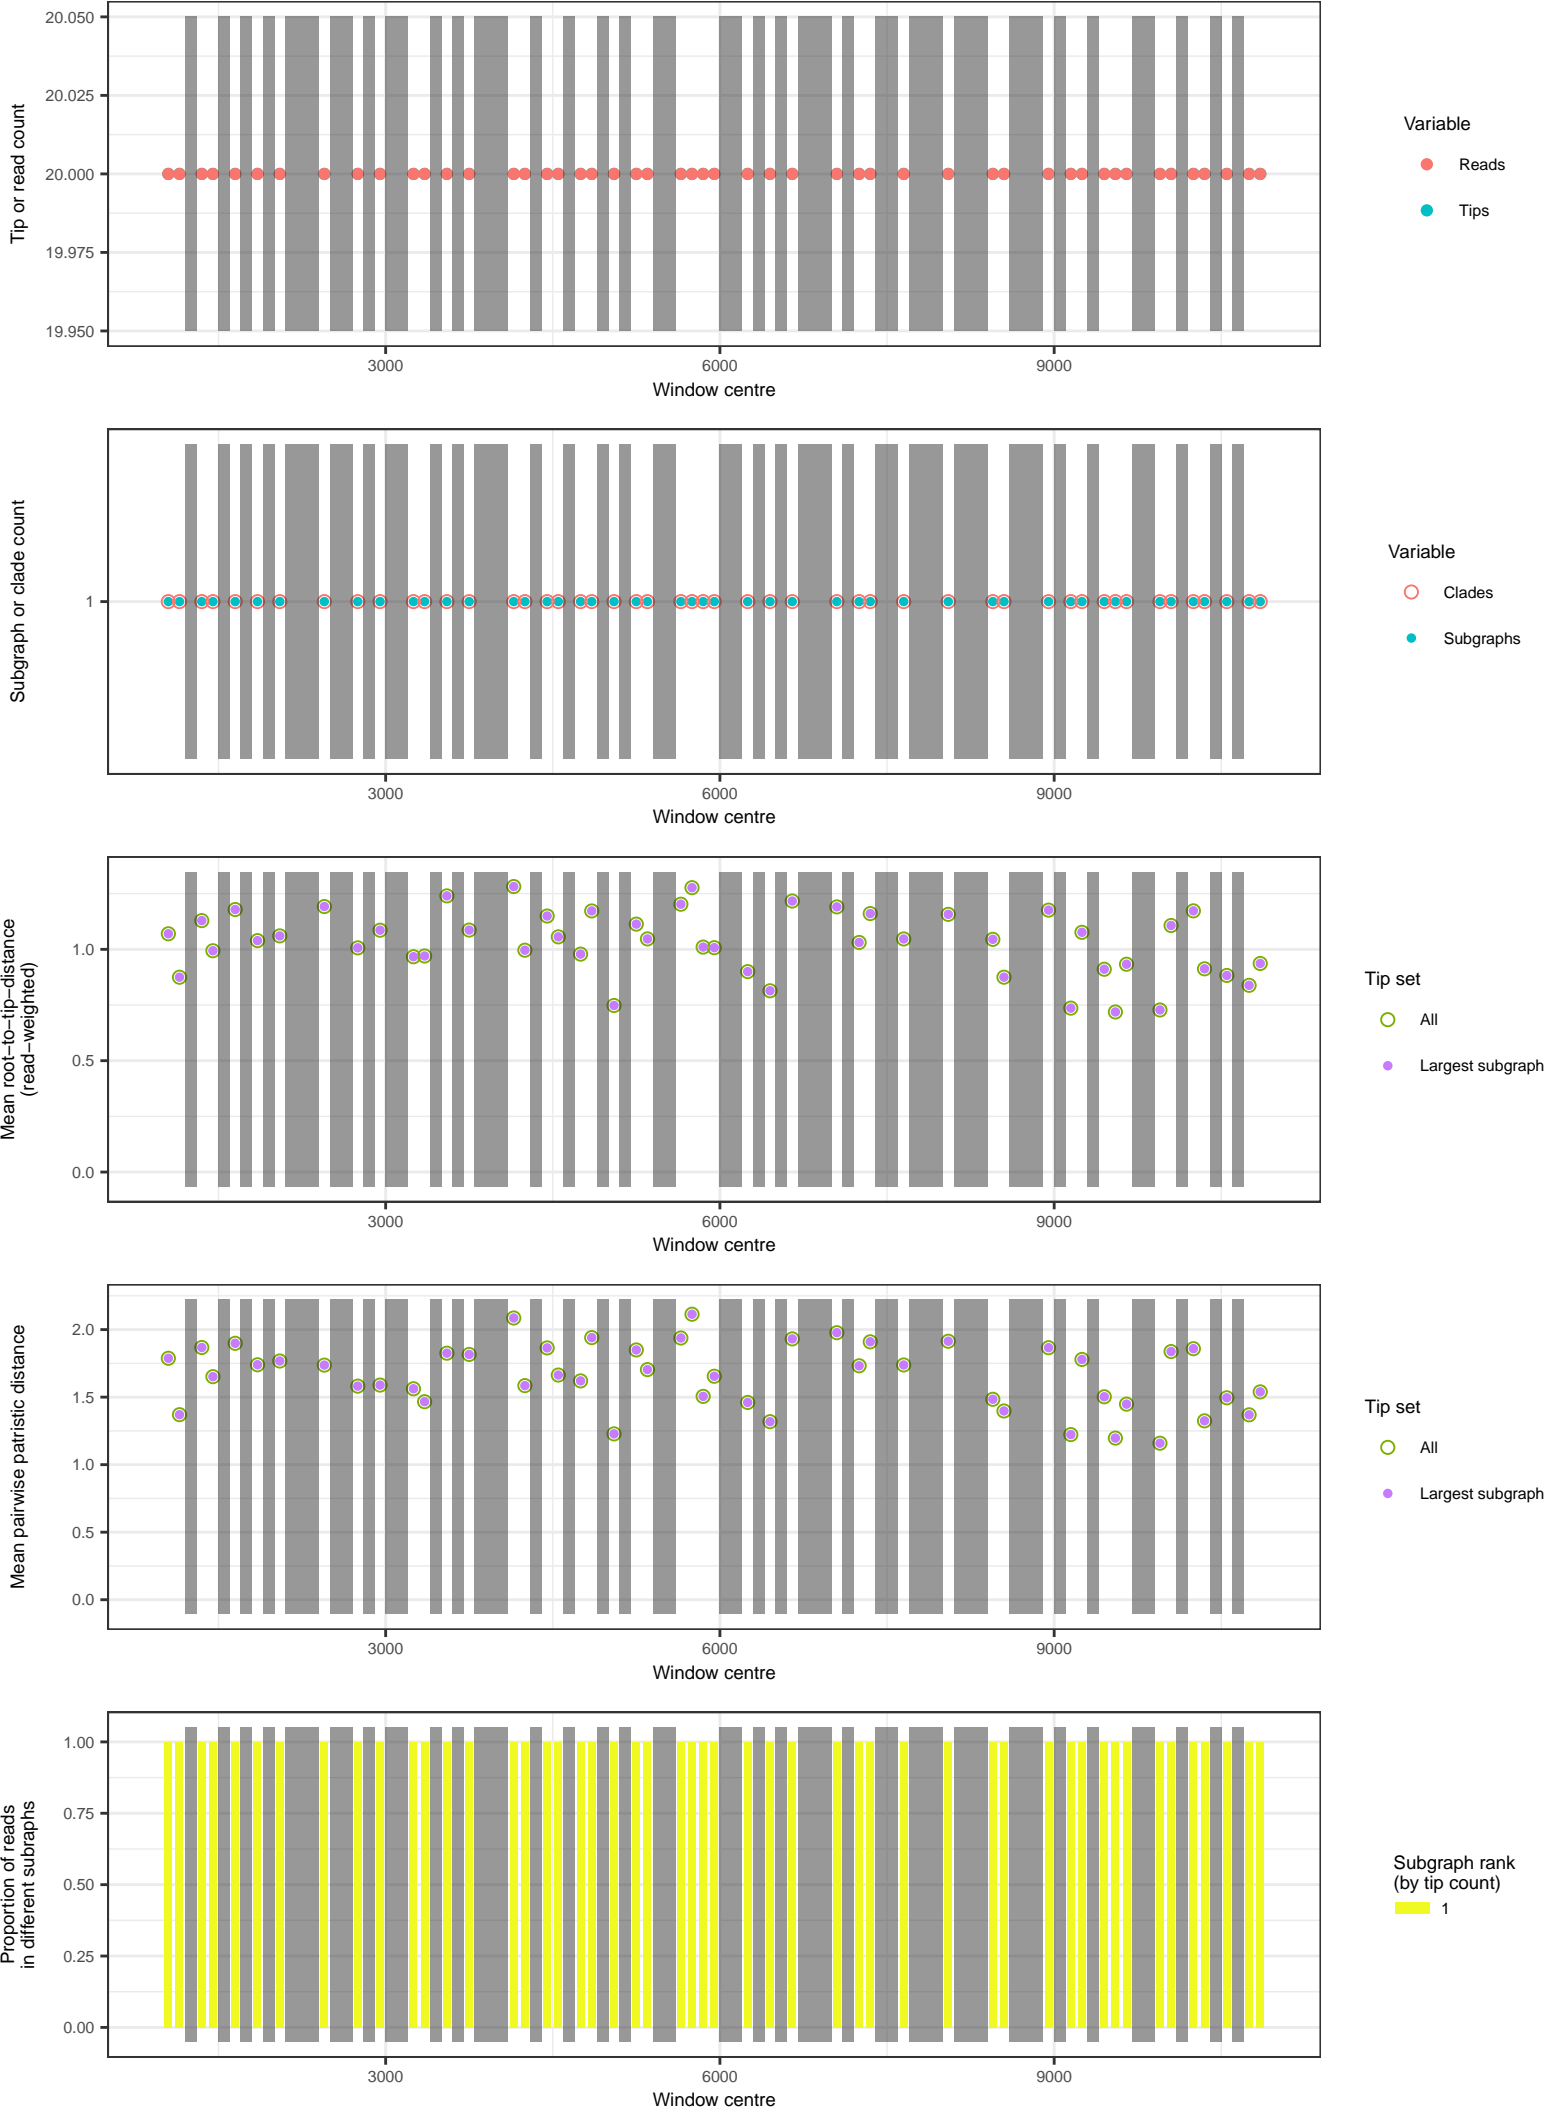 20.050
20.025
20.000
19.975
19.950
Tip or read count
3000
6000
9000
Window centre
Variable
Reads
Tips
1
Subgraph or clade count
3000
6000
9000
Window centre
Variable
Clades
Subgraphs
1.0
0.5
0.0
Mean root−to−tip−distance
(read−weighted)
3000
6000
9000
Window centre
Tip set
All
Largest subgraph
2.0
1.5
1.0
0.5
0.0
Mean pairwise patristic distance
3000
6000
9000
Window centre
Tip set
All
Largest subgraph
1.00
0.75
0.50
0.25
0.00
Proportion of reads
in different subraphs
3000
6000
9000
Window centre
Subgraph rank
(by tip count)
1